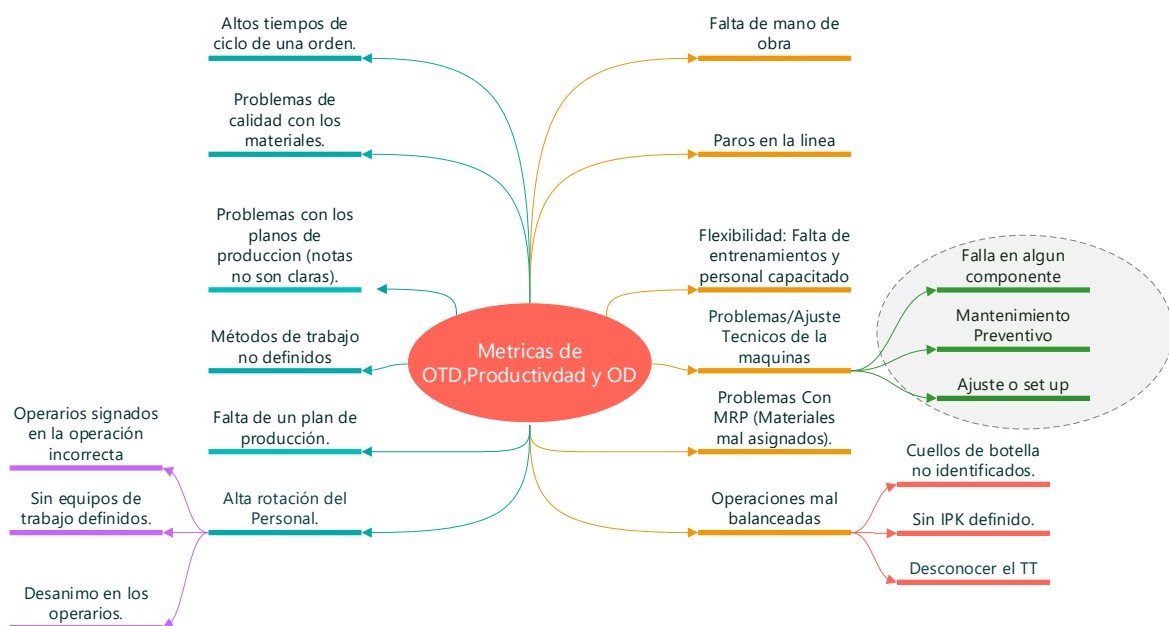 Altos tiempos de
ciclo de una orden.
Problemas de
calidad con los
materiales.
Problemas con los
planos de
produccion (notas
no son claras).
Métodos de trabajo
no definidos
Falta de un plan de
producción.
Alta rotación del
Personal.
Operarios signados
en la operación
incorrecta
Sin equipos de
trabajo definidos.
Desanimo en los
operarios.
Metricas de
OTD,Productivdad y OD
Falta de mano de
obra
Paros en la linea
Flexibilidad: Falta de
entrenamientos y
personal capacitado
Problemas/Ajuste
Tecnicos de la
maquinas
Falla en algun
componente
Mantenimiento
Preventivo
Ajuste o set up
Problemas Con
MRP (Materiales
mal asignados).
Operaciones mal
balanceadas
Cuellos de botella
no identificados.
Sin IPK definido.
Desconocer el TT